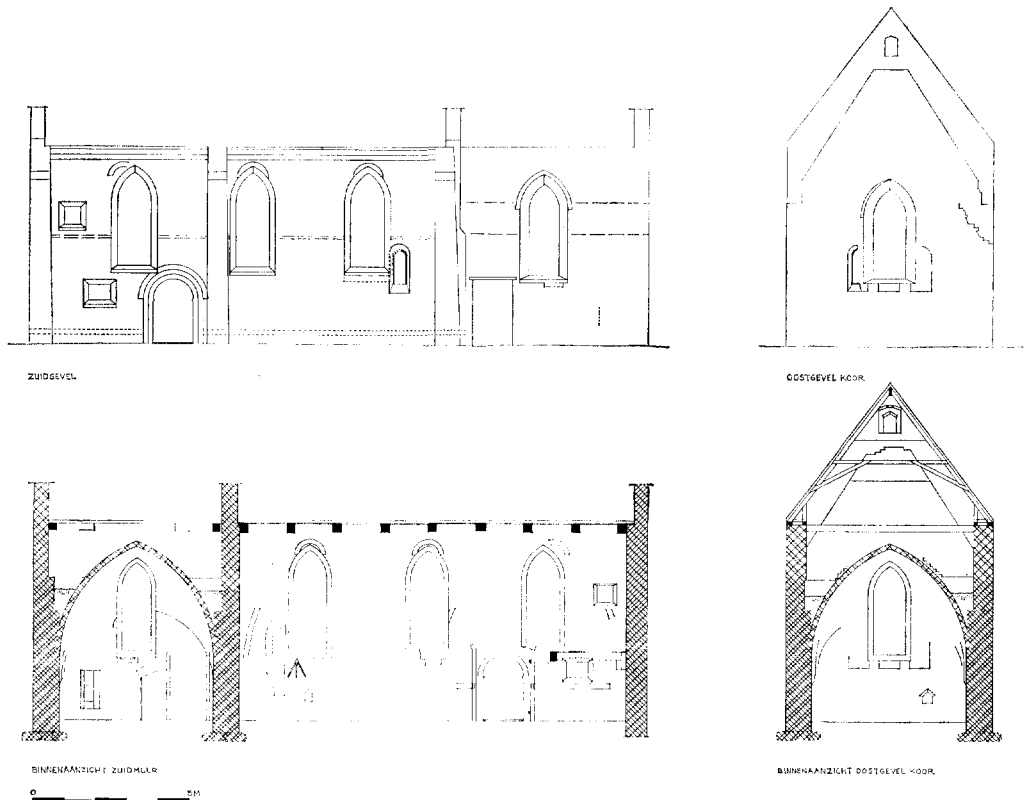 ZUIDGEVEL
OOSTGEVEL KOOR
BINNENAANZICHT ZUIDMUUR
BINNENAANZICHT OOSTGEVEL KOOR
0 5M